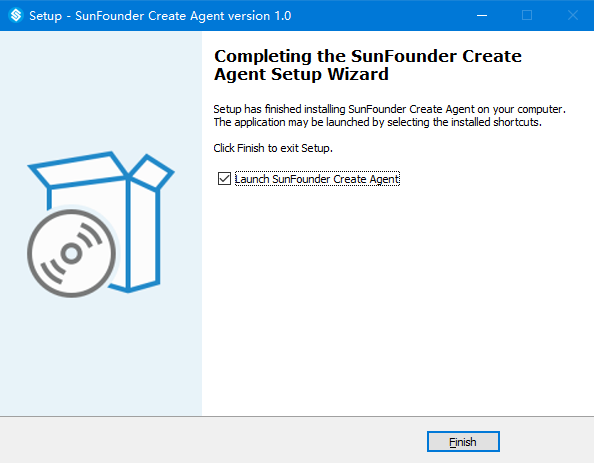 Setup - SunFounder Create Agent version 1.0
Completing the SunFounder Create
Agent Setup Wizard
Setup has finished installing SunFounder Create Agent on your computer.
The application may be launched by selecting the installed shortcuts.
Click Finish to exit Setup.
Launch SunFounder Create Agent
Finish